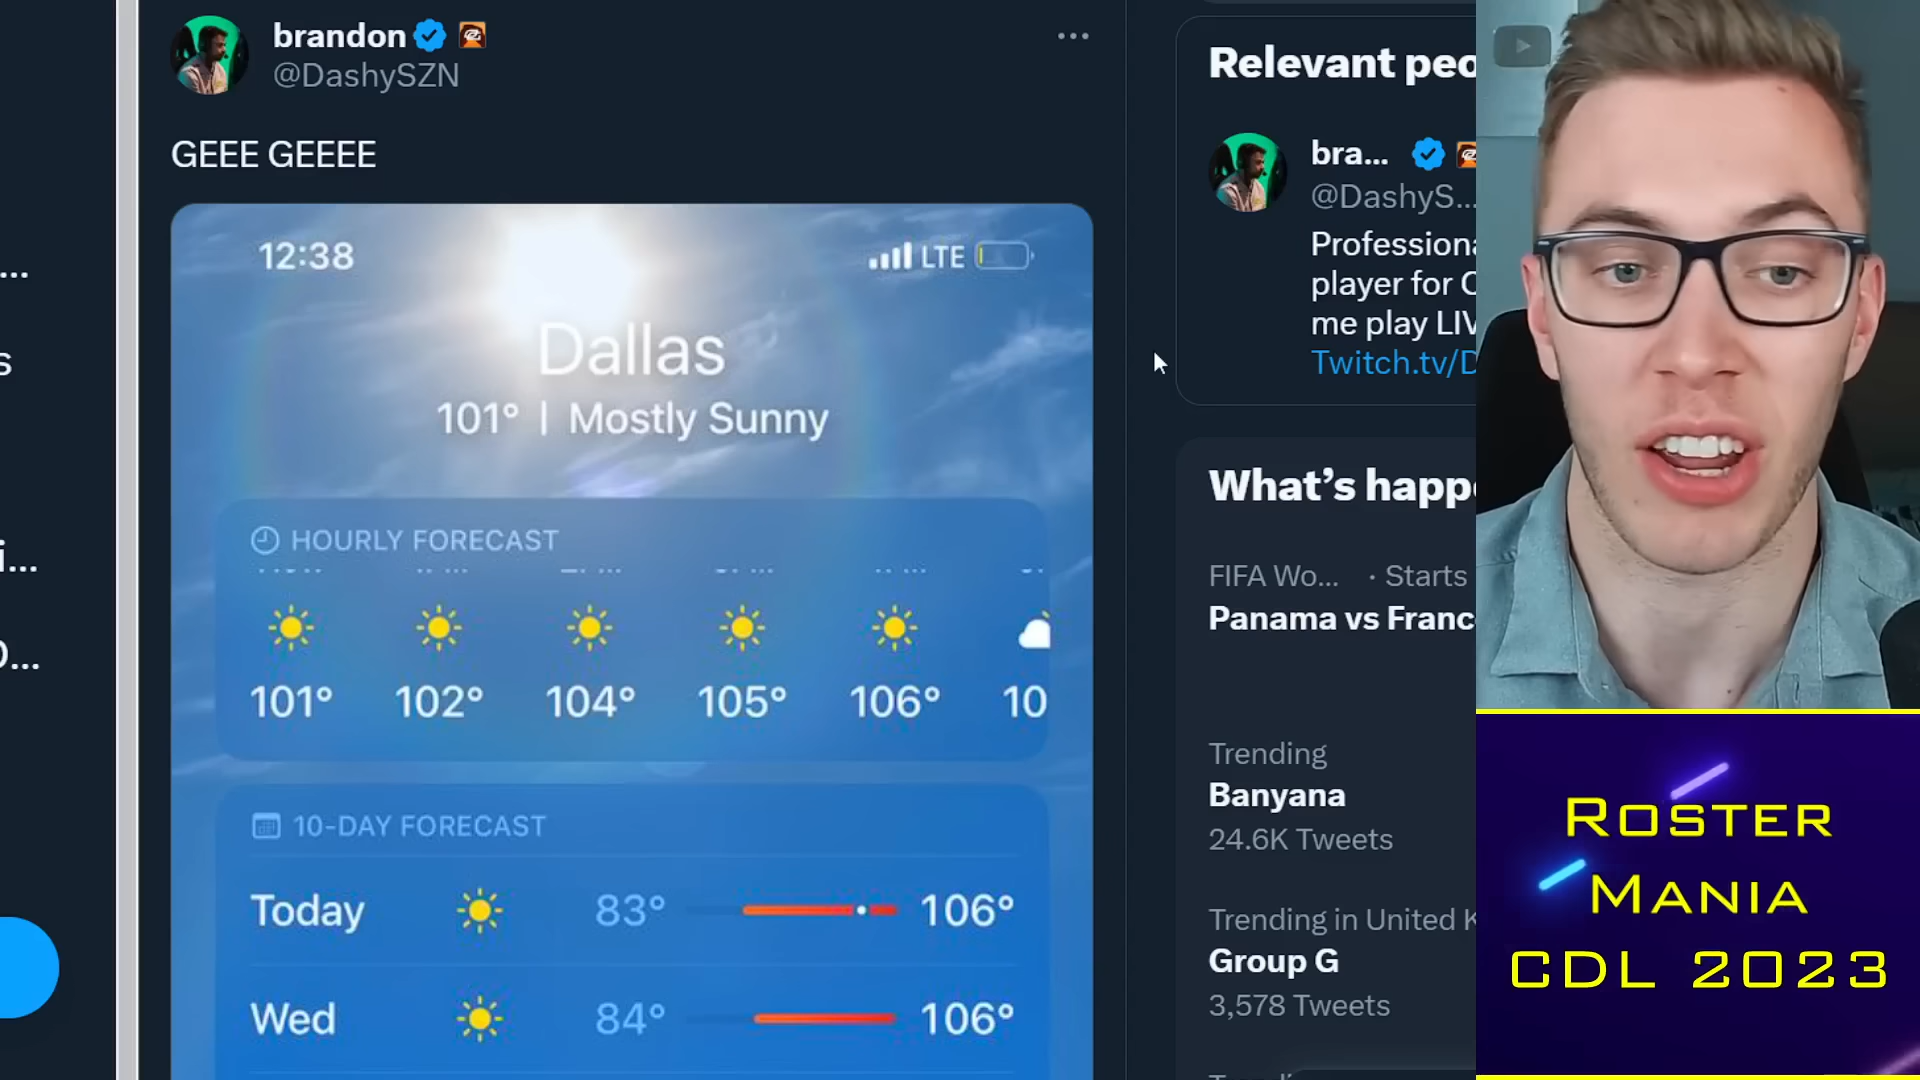 brandon
@DashySZN
GEEE GEEEE
12:38
LTE
Dallas
101° | Mostly Sunny
HOURLY FORECAST
101° 102° 104° 105° 106° 10
10-DAY FORECAST
Today 83° 106°
Wed 84° 106°
Relevant peo
bra...
@DashyS...
Professiona
player for C
me play LIV
Twitch.tv/D
What's happe
FIFA Wo... · Starts
Panama vs Franc
Trending
Banyana
24.6K Tweets
Trending in United K
Group G
3,578 Tweets
ROSTER
MANIA
CDL 2023